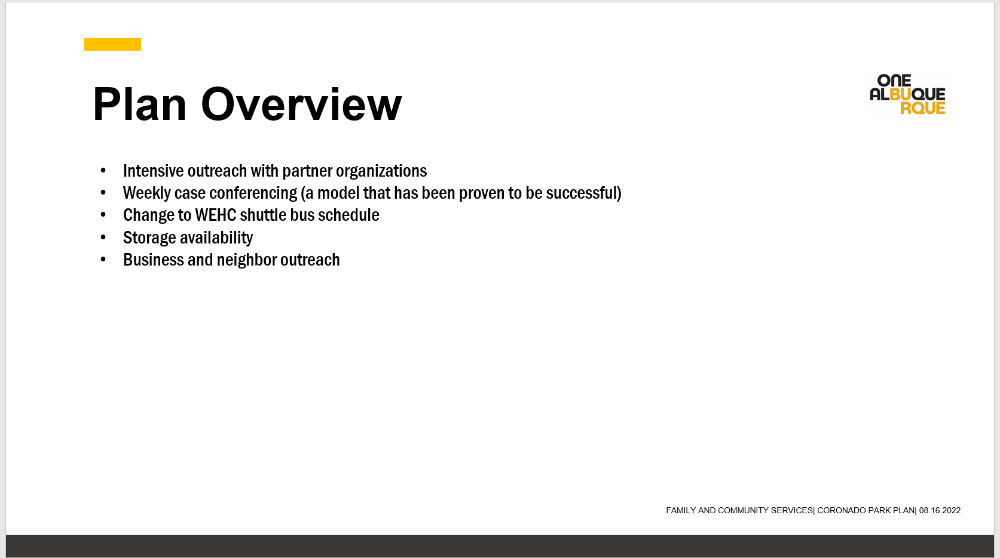 Plan Overview
ONE
ALBUQUE
RQUE
• Intensive outreach with partner organizations
• Weekly case conferencing (a model that has been proven to be successful)
• Change to WEHC shuttle bus schedule
• Storage availability
• Business and neighbor outreach
FAMILY AND COMMUNITY SERVICES| CORONADO PARK PLAN| 08.16.2022